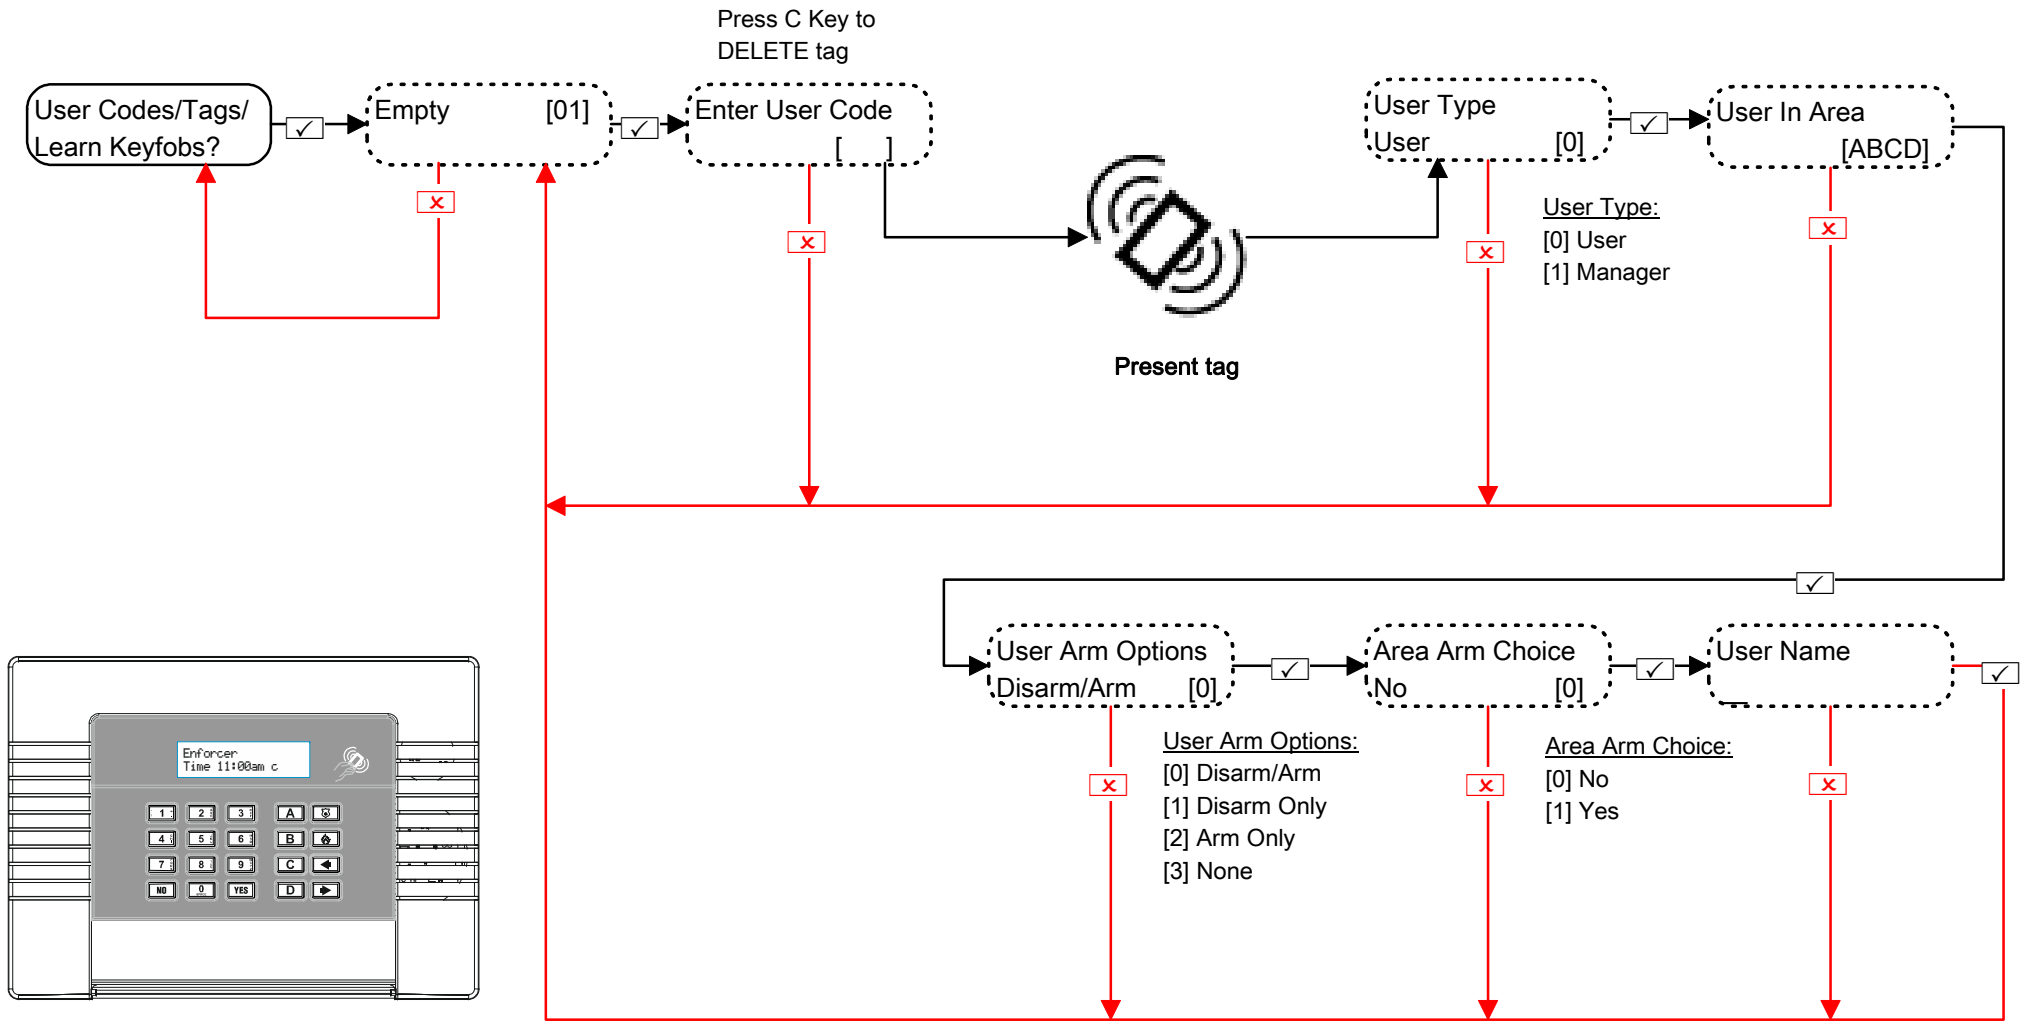 Press C Key to
DELETE tag
User Codes/Tags/
Learn Keyfobs?
Empty [01]
Enter User Code
[ ]
User Type
User [0]
User In Area
[ABCD]
User Type:
[0] User
[1] Manager
Present tag
User Arm Options
Disarm/Arm [0]
Area Arm Choice
No [0]
User Name
_
User Arm Options:
[0] Disarm/Arm
[1] Disarm Only
[2] Arm Only
[3] None
Area Arm Choice:
[0] No
[1] Yes
Enforcer
Time 11:00am c
1 2 3 A
4 5 6 B
7 8 9 C
NO 0 YES D